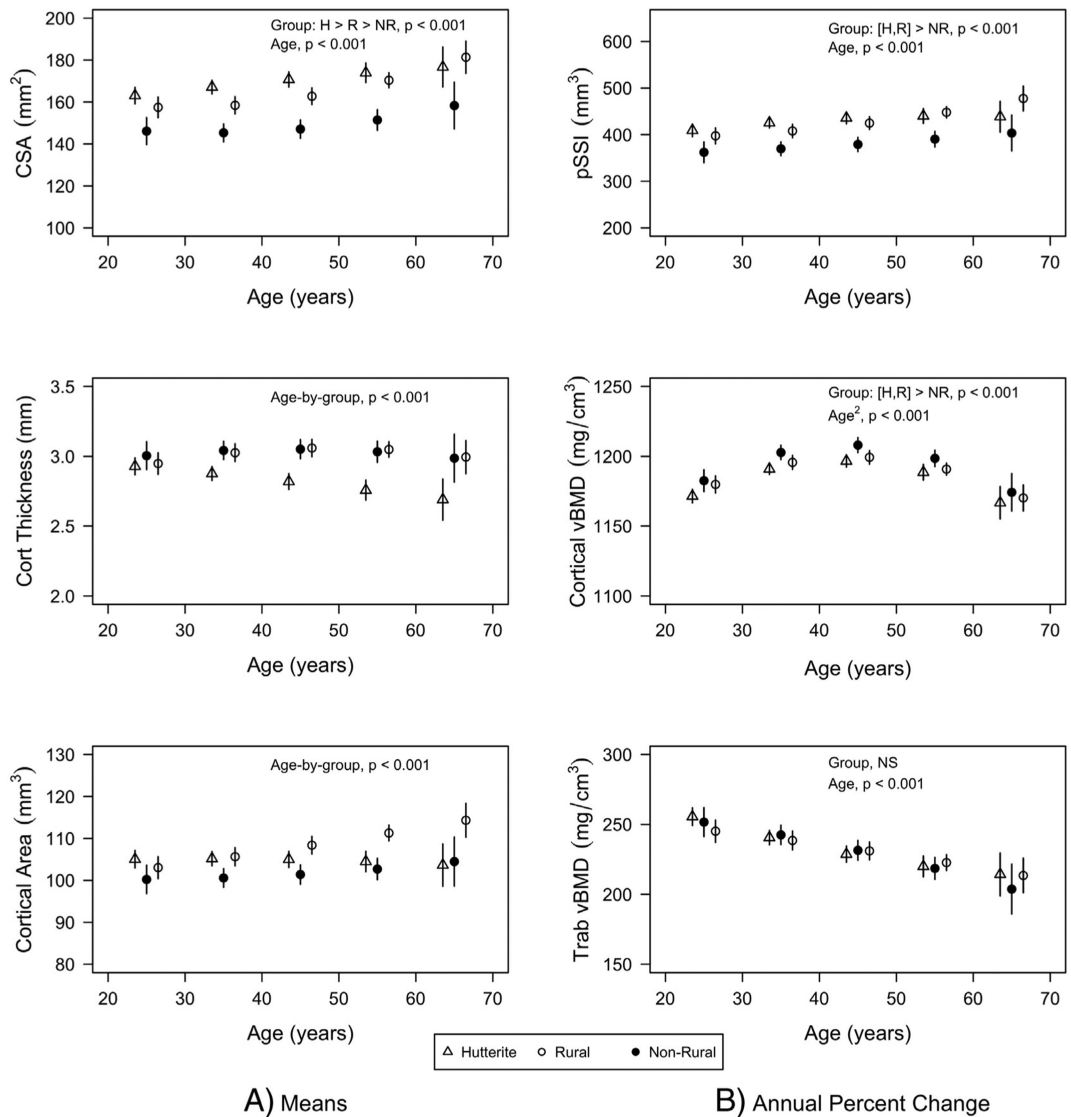 Group: H > R > NR, p < 0.001
Age, p < 0.001
CSA (mm²)
200
180
160
140
120
100
20 30 40 50 60 70
Age (years)
Group: [H,R] > NR, p < 0.001
Age, p < 0.001
pSSI (mm³)
600
500
400
300
200
20 30 40 50 60 70
Age (years)
Age-by-group, p < 0.001
Cort Thickness (mm)
3.5
3.0
2.5
2.0
20 30 40 50 60 70
Age (years)
Group: [H,R] > NR, p < 0.001
Age², p < 0.001
Cortical vBMD (mg/cm³)
1250
1200
1150
1100
20 30 40 50 60 70
Age (years)
Age-by-group, p < 0.001
Cortical Area (mm³)
130
120
110
100
90
80
20 30 40 50 60 70
Age (years)
Group, NS
Age, p < 0.001
Trab vBMD (mg/cm³)
300
250
200
150
20 30 40 50 60 70
Age (years)
Hutterite Rural Non-Rural
A) Means
B) Annual Percent Change